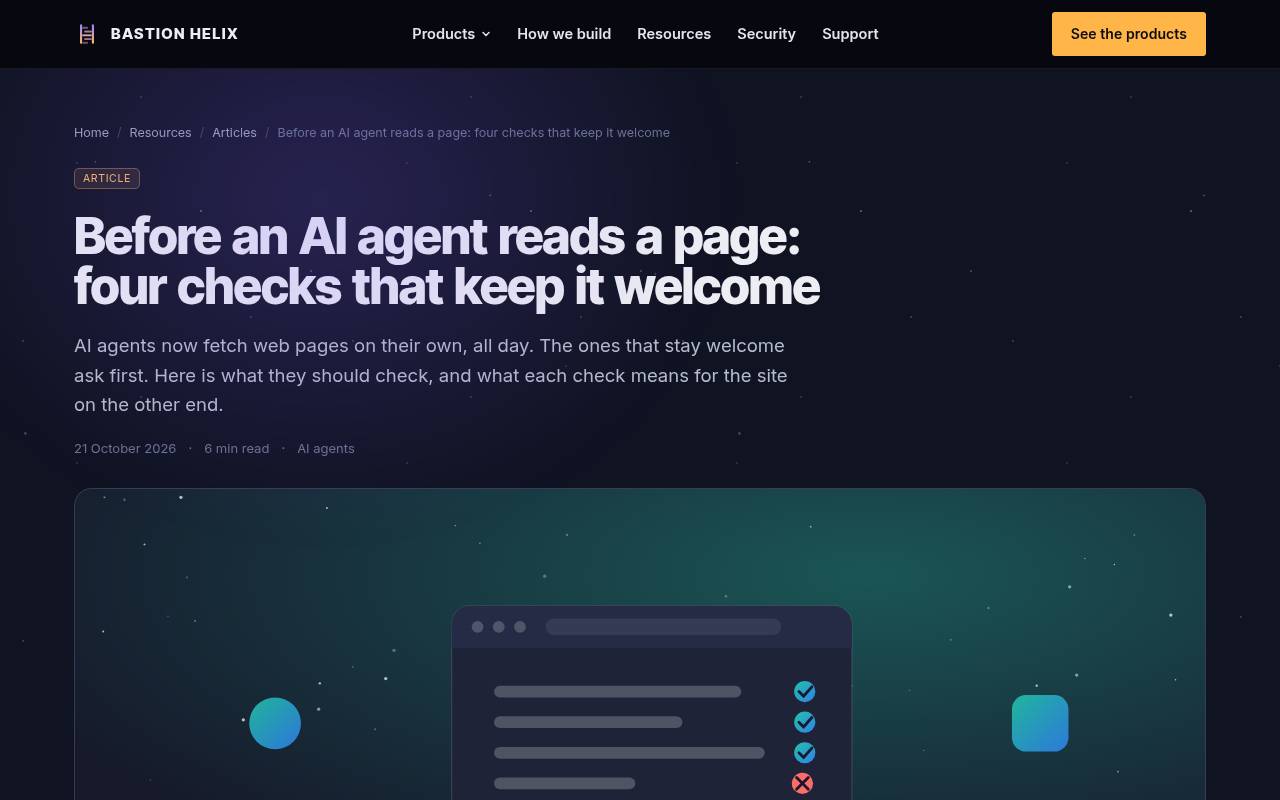 BASTION HELIX
Products
How we build
Resources
Security
Support
See the products
Home / Resources / Articles / Before an AI agent reads a page: four checks that keep it welcome
ARTICLE
Before an AI agent reads a page:
four checks that keep it welcome
AI agents now fetch web pages on their own, all day. The ones that stay welcome
ask first. Here is what they should check, and what each check means for the site
on the other end.
21 October 2026 · 6 min read · AI agents